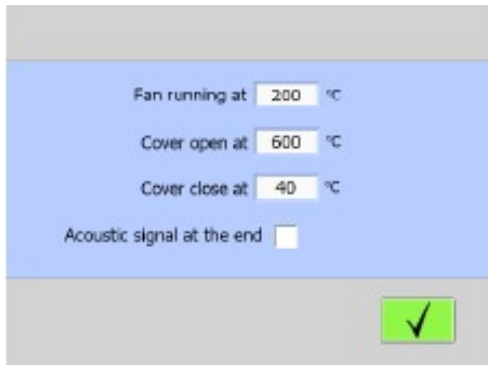 Fan running at 200 °C
Cover open at 600 °C
Cover close at 40 °C
Acoustic signal at the end